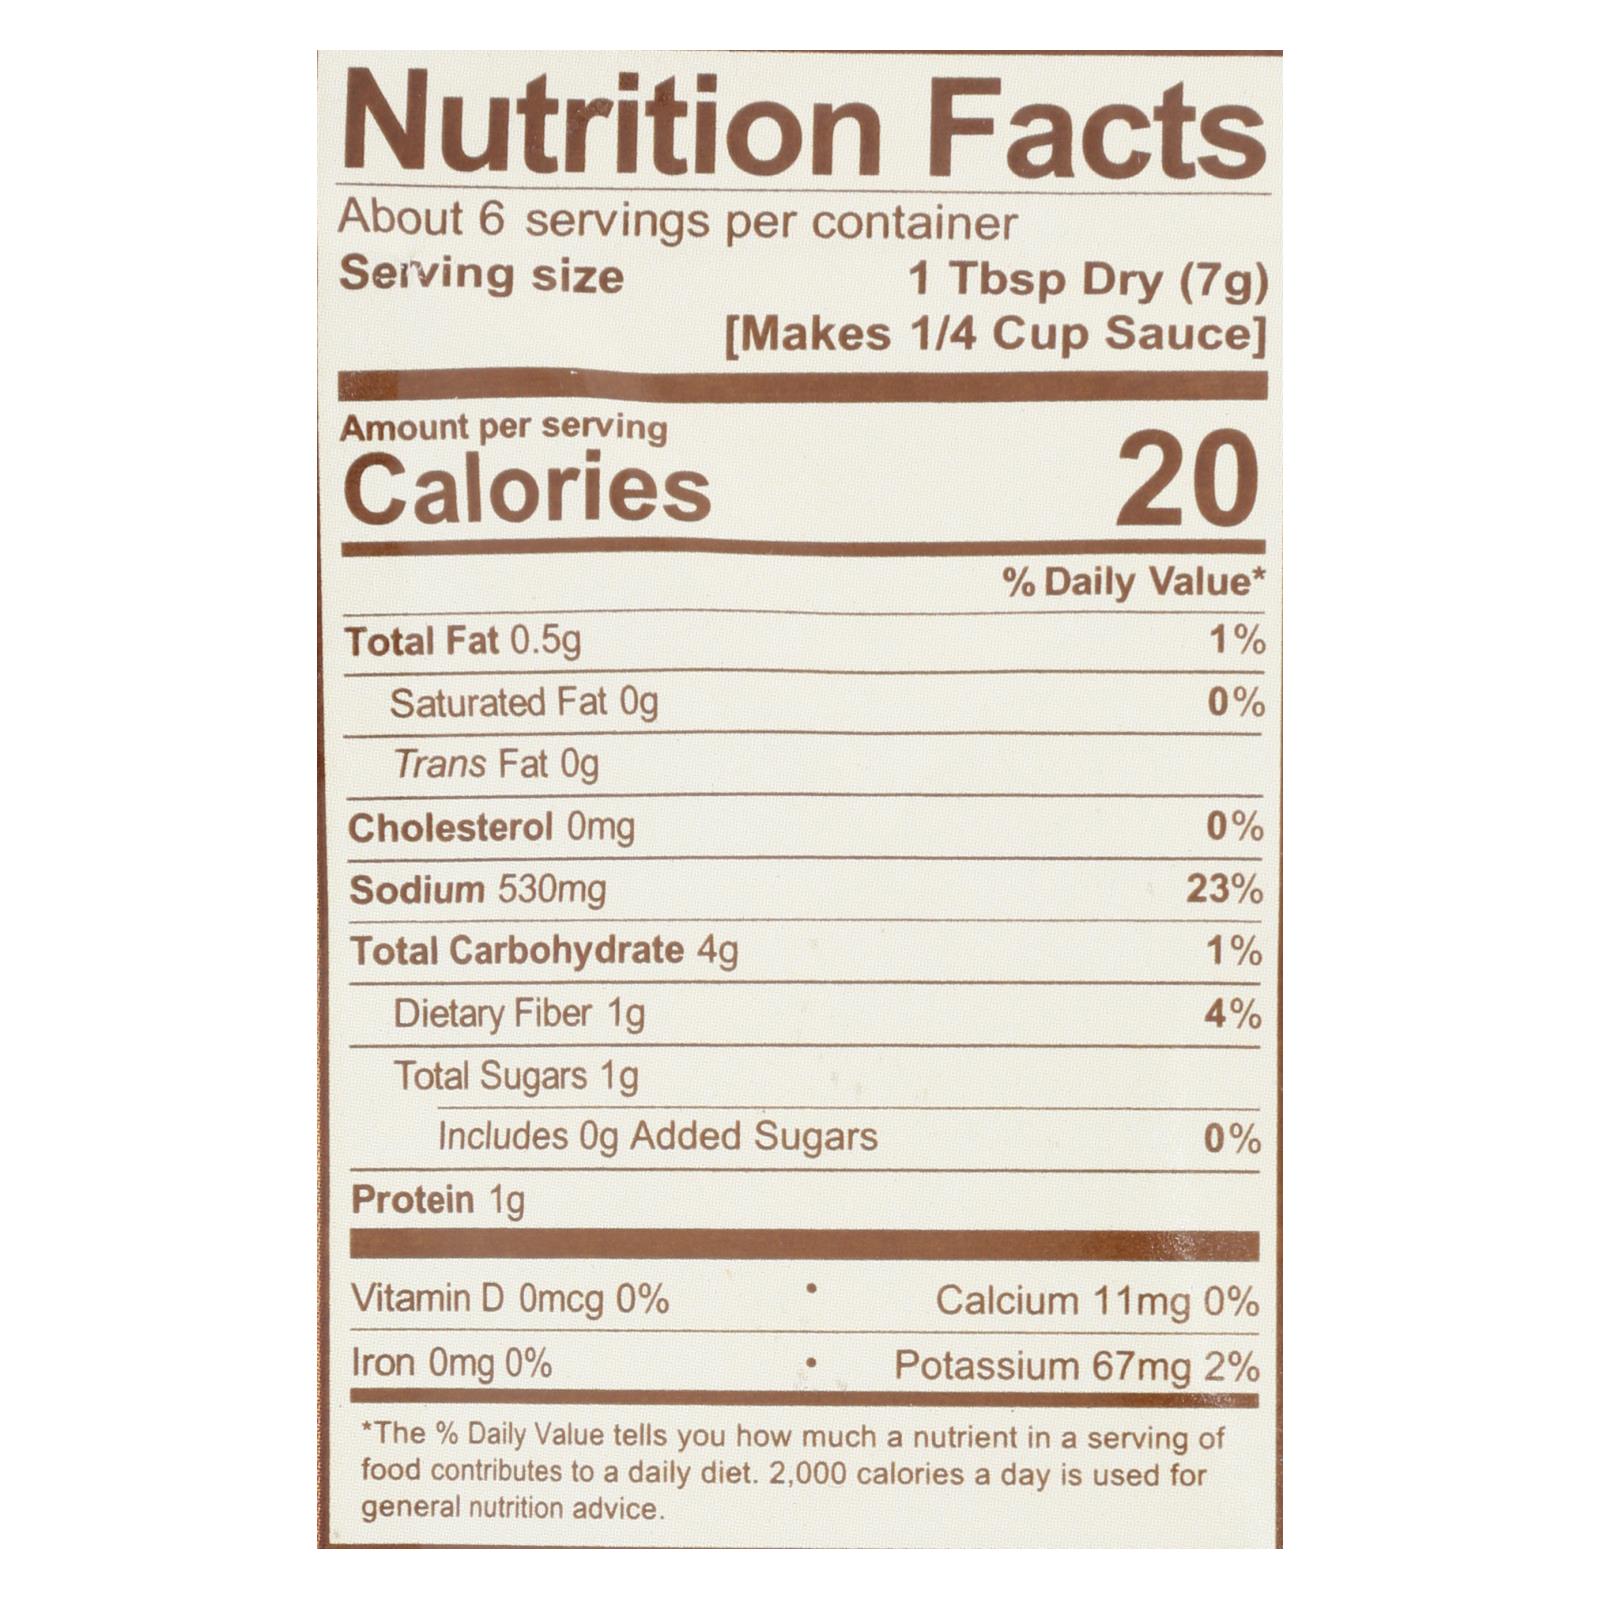 Nutrition Facts
About 6 servings per container
Serving size 1 Tbsp Dry (7g)
[Makes 1/4 Cup Sauce]
Amount per serving
Calories 20
% Daily Value*
Total Fat 0.5g 1%
Saturated Fat 0g 0%
Trans Fat 0g
Cholesterol 0mg 0%
Sodium 530mg 23%
Total Carbohydrate 4g 1%
Dietary Fiber 1g 4%
Total Sugars 1g
Includes 0g Added Sugars 0%
Protein 1g
Vitamin D 0mcg 0% • Calcium 11mg 0%
Iron 0mg 0% • Potassium 67mg 2%
*The % Daily Value tells you how much a nutrient in a serving of
food contributes to a daily diet. 2,000 calories a day is used for
general nutrition advice.